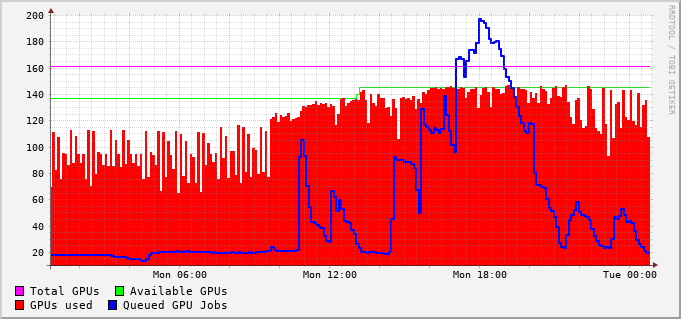 200
180
160
140
120
100
80
60
40
20
Mon 06:00 Mon 12:00 Mon 18:00 Tue 00:00
Total GPUs Available GPUs
GPUs used Queued GPU Jobs
RRDTOOL / TOBI OETIKER